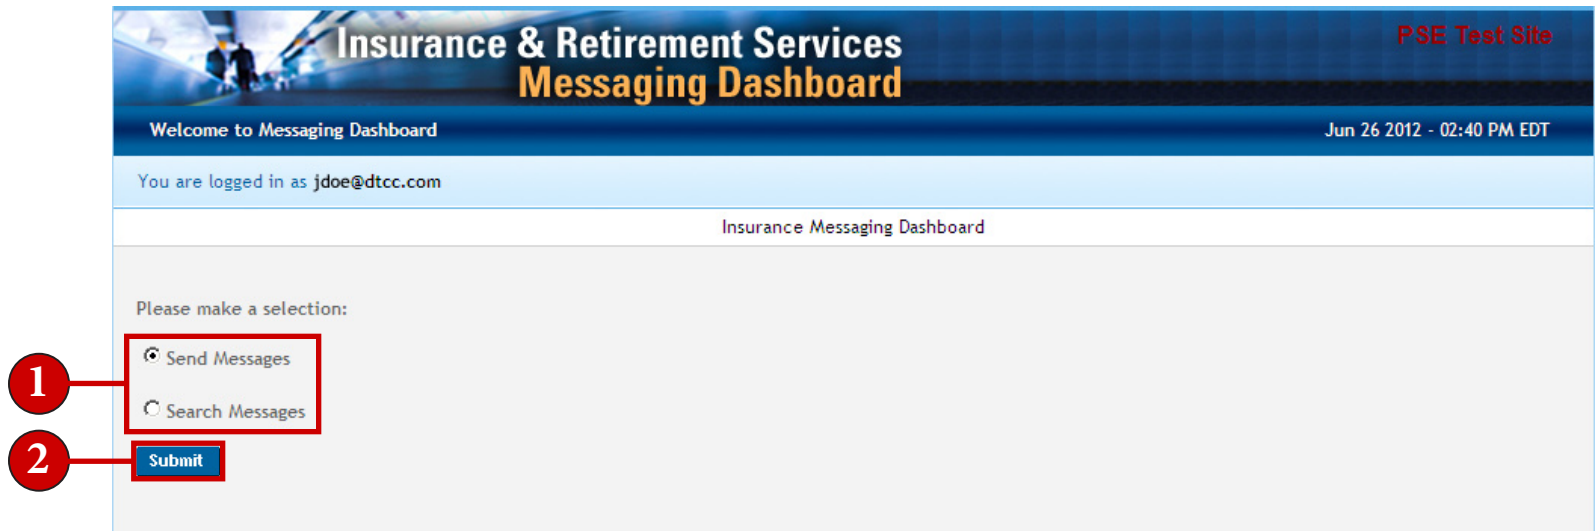 Insurance & Retirement Services
Messaging Dashboard
PSE Test Site
Welcome to Messaging Dashboard
Jun 26 2012 - 02:40 PM EDT
You are logged in as jdoe@dtcc.com
Insurance Messaging Dashboard
Please make a selection:
1
Send Messages
Search Messages
2
Submit